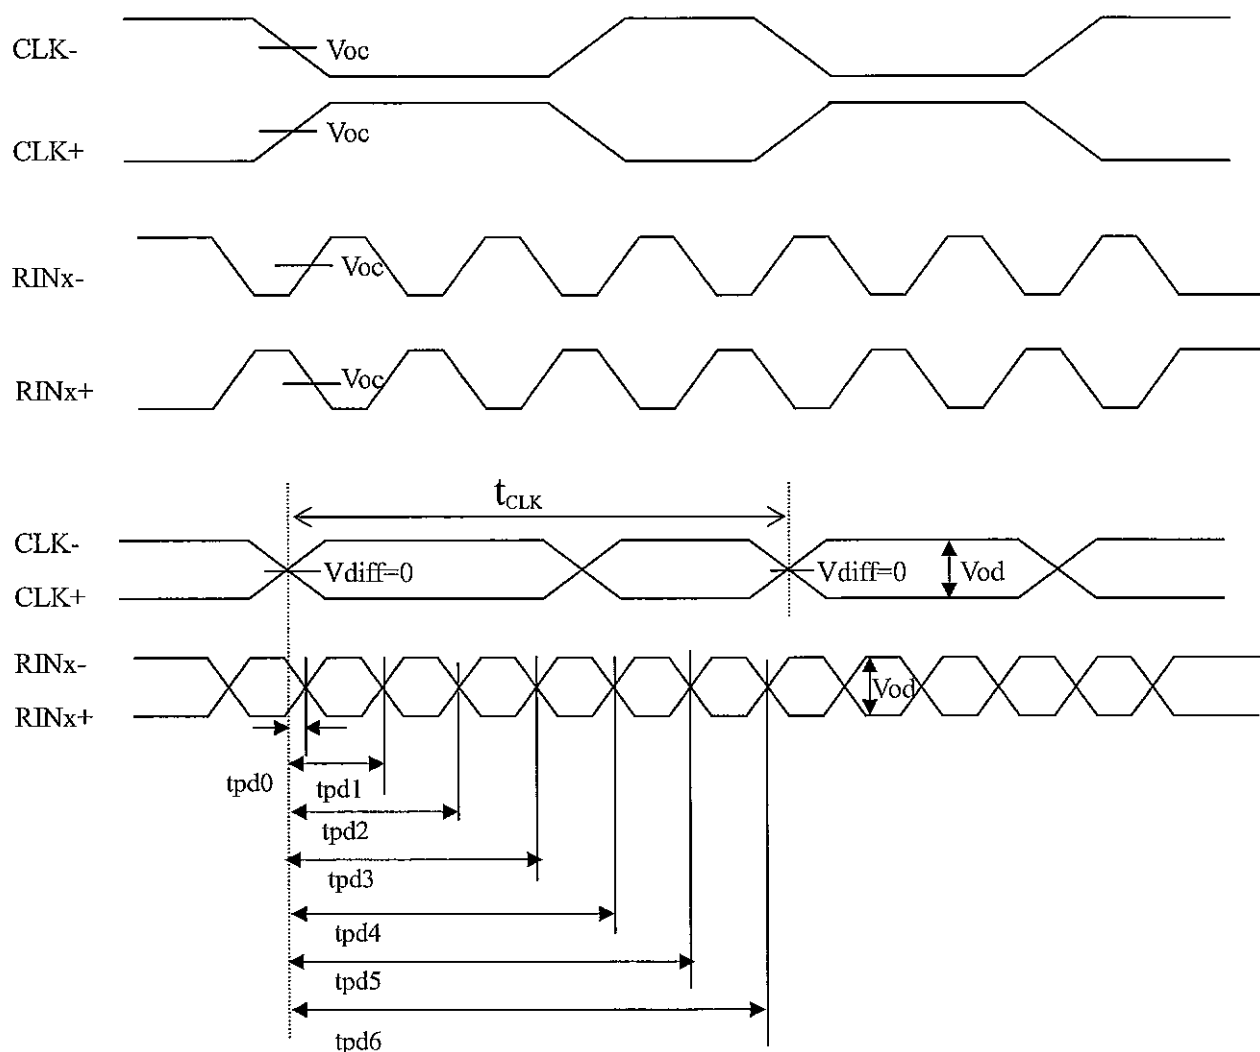 CLK-
Voc
CLK+
Voc
RINx-
Voc
RINx+
Voc
tCLK
CLK-
Vdiff=0
Vdiff=0
Vod
CLK+
RINx-
Vod
RINx+
tpd0
tpd1
tpd2
tpd3
tpd4
tpd5
tpd6